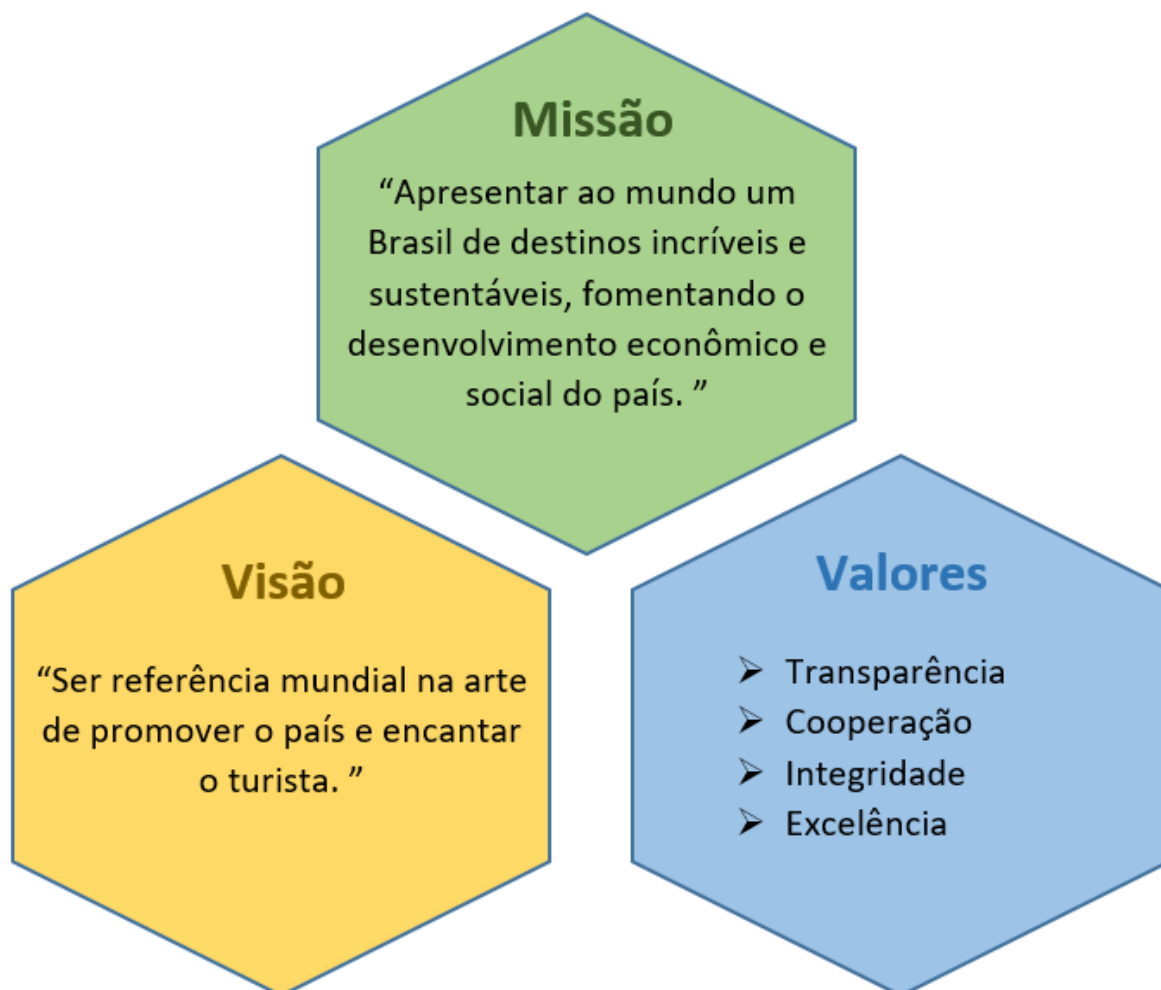 Missão
“Apresentar ao mundo um
Brasil de destinos incríveis e
sustentáveis, fomentando o
desenvolvimento econômico e
social do país. ”
Visão
“Ser referência mundial na arte
de promover o país e encantar
o turista. ”
Valores
➢ Transparência
➢ Cooperação
➢ Integridade
➢ Excelência